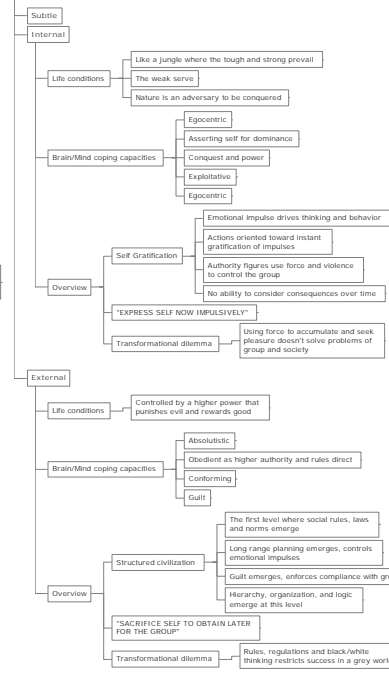 Subtle
Internal
Life conditions
Like a jungle where the tough and strong prevail
The weak serve
Nature is an adversary to be conquered
Brain/Mind coping capacities
Egocentric
Asserting self for dominance
Conquest and power
Exploitative
Egocentric
Overview
Self Gratification
Emotional impulse drives thinking and behavior
Actions oriented toward instant
gratification of impulses
Authority figures use force and violence
to control the group
No ability to consider consequences over time
"EXPRESS SELF NOW IMPULSIVELY"
Transformational dilemma
Using force to accumulate and seek
pleasure doesn't solve problems of
group and society
External
Life conditions
Controlled by a higher power that
punishes evil and rewards good
Brain/Mind coping capacities
Absolutistic
Obedient as higher authority and rules direct
Conforming
Guilt
Overview
Structured civilization
The first level where social rules, laws
and norms emerge
Long range planning emerges, controls
emotional impulses
Guilt emerges, enforces compliance with
Hierarchy, organization, and logic
emerge at this level
"SACRIFICE SELF TO OBTAIN LATER
FOR THE GROUP"
Transformational dilemma
Rules, regulations and black/white
thinking restricts success in a grey